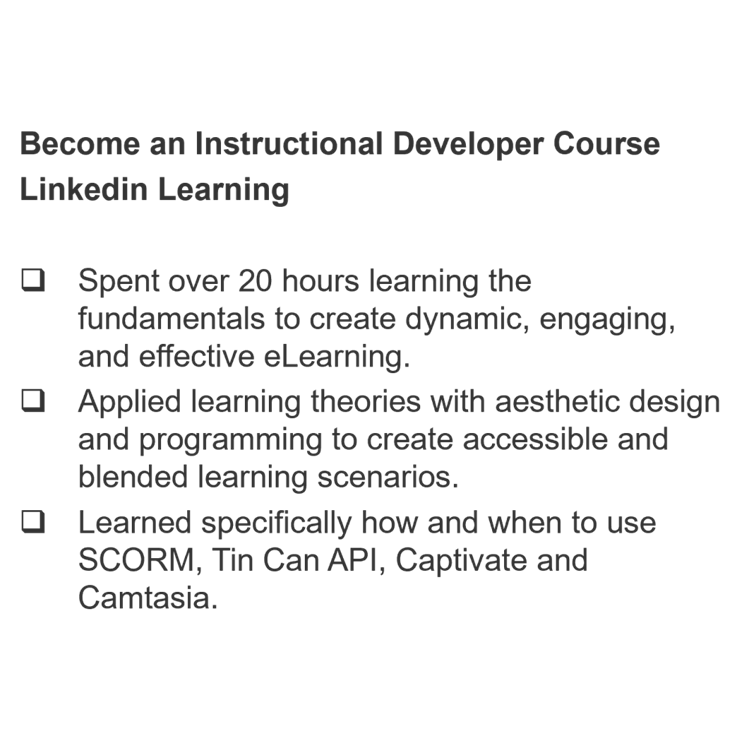 Become an Instructional Developer Course
Linkedin Learning
❑ Spent over 20 hours learning the
fundamentals to create dynamic, engaging,
and effective eLearning.
❑ Applied learning theories with aesthetic design
and programming to create accessible and
blended learning scenarios.
❑ Learned specifically how and when to use
SCORM, Tin Can API, Captivate and
Camtasia.